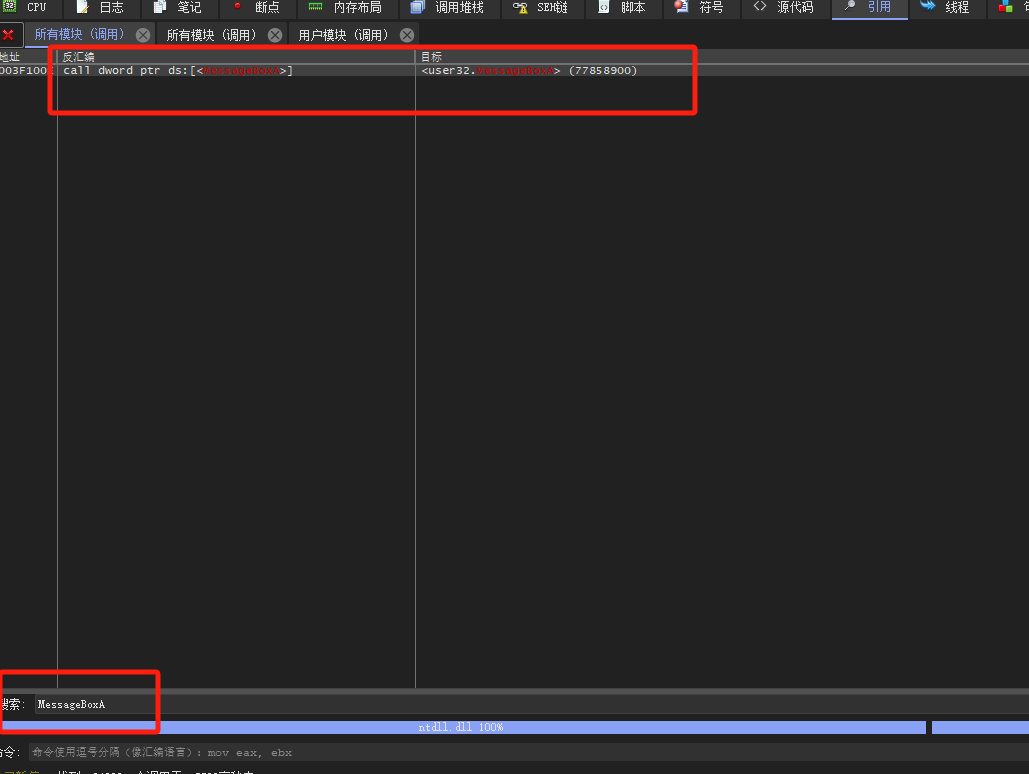 CPU 日志 笔记 断点 内存布局 调用堆栈 SEH链 脚本 符号 源代码 引用 线程
所有模块（调用） 所有模块（调用） 用户模块（调用）
地址 反汇编 目标
003F100 call dword ptr ds:[<MessageBoxA>] <user32.MessageBoxA> (77858900)
搜索: MessageBoxA
ntdll.dll 100%
命令: 命令使用逗号分隔（像汇编语言）: mov eax, ebx